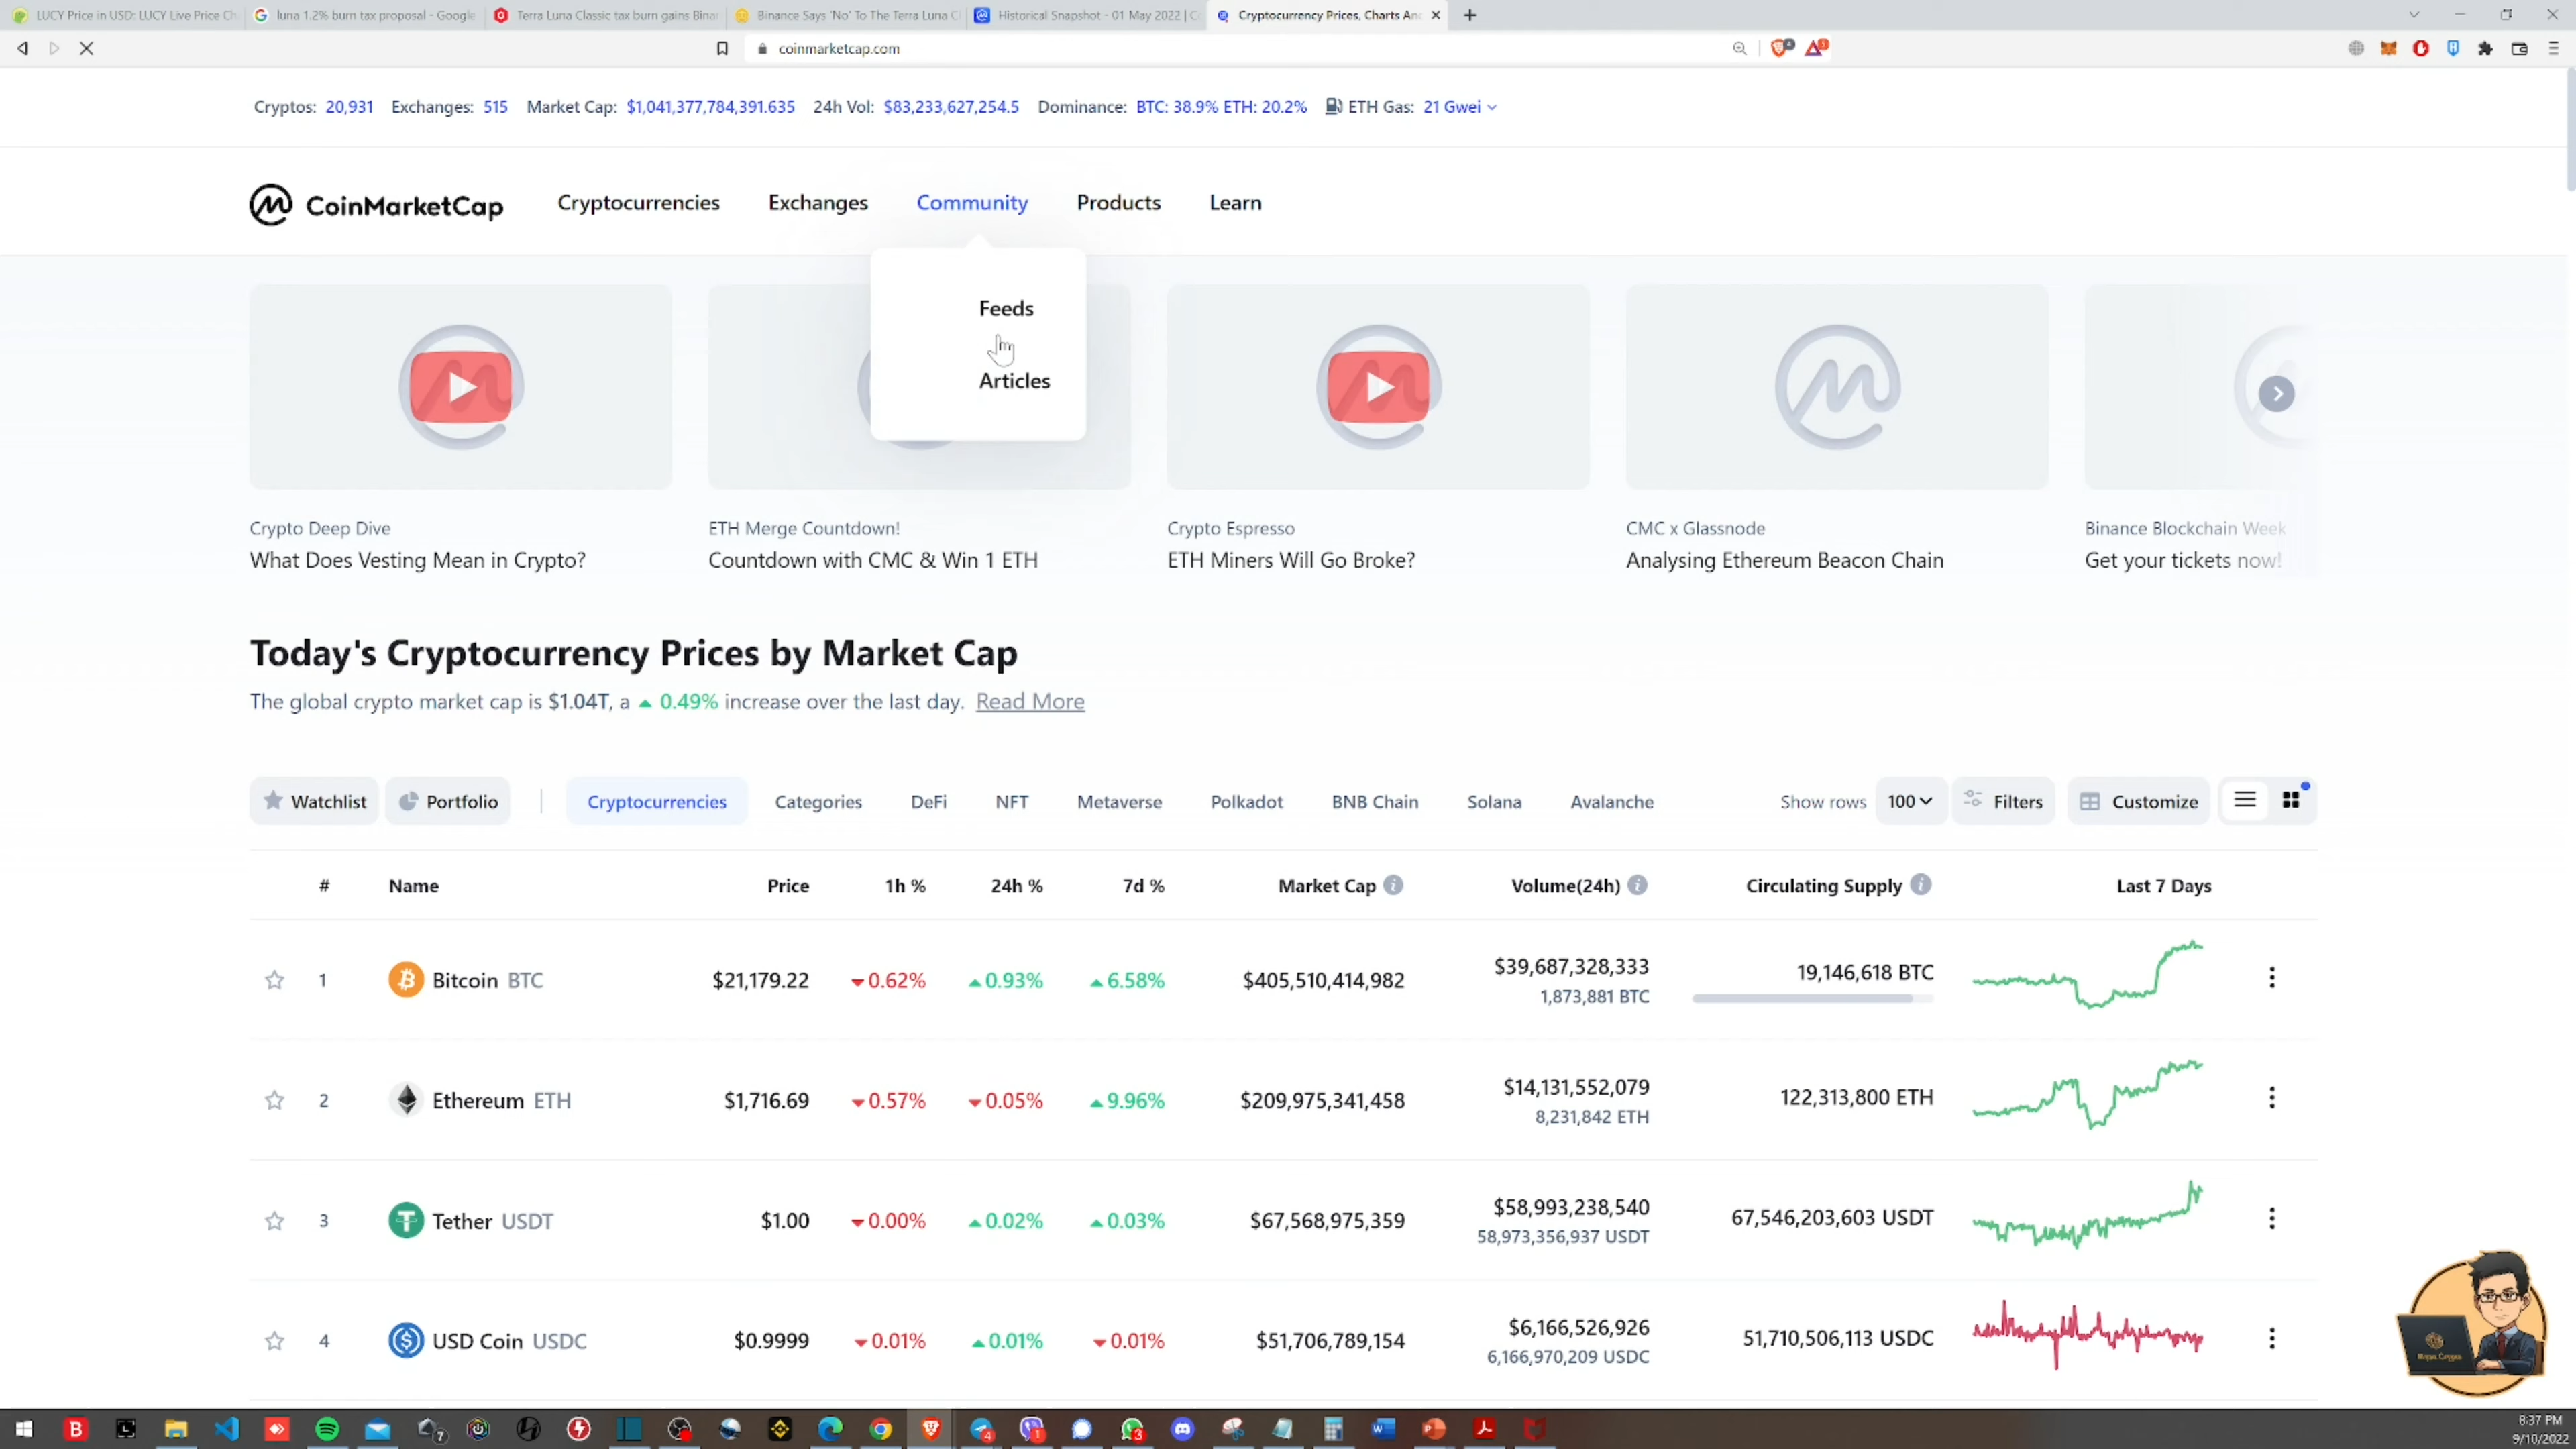 LUCY Price in USD: LUCY Live Price Ch
luna 1.2% burn tax proposal - Google
Terra Luna Classic tax burn gains Binan
Binance Says 'No' To The Terra Luna C
Historical Snapshot - 01 May 2022 | C
Cryptocurrency Prices, Charts And
coinmarketcap.com
Cryptos: 20,931 Exchanges: 515 Market Cap: $1,041,377,784,391.635 24h Vol: $83,233,627,254.5 Dominance: BTC: 38.9% ETH: 20.2% ETH Gas: 21 Gwei
CoinMarketCap Cryptocurrencies Exchanges Community Products Learn
Feeds
Articles
Crypto Deep Dive
What Does Vesting Mean in Crypto?
ETH Merge Countdown!
Countdown with CMC & Win 1 ETH
Crypto Espresso
ETH Miners Will Go Broke?
CMC x Glassnode
Analysing Ethereum Beacon Chain
Binance Blockchain Week
Get your tickets now!
Today's Cryptocurrency Prices by Market Cap
The global crypto market cap is $1.04T, a 0.49% increase over the last day. Read More
Watchlist Portfolio Cryptocurrencies Categories DeFi NFT Metaverse Polkadot BNB Chain Solana Avalanche Show rows 100 Filters Customize
# Name Price 1h % 24h % 7d % Market Cap Volume(24h) Circulating Supply Last 7 Days
1 Bitcoin BTC $21,179.22 0.62% 0.93% 6.58% $405,510,414,982 $39,687,328,333 19,146,618 BTC
1,873,881 BTC
2 Ethereum ETH $1,716.69 0.57% 0.05% 9.96% $209,975,341,458 $14,131,552,079 122,313,800 ETH
8,231,842 ETH
3 Tether USDT $1.00 0.00% 0.02% 0.03% $67,568,975,359 $58,993,238,540 67,546,203,603 USDT
58,973,356,937 USDT
4 USD Coin USDC $0.9999 0.01% 0.01% 0.01% $51,706,789,154 $6,166,526,926 51,710,506,113 USDC
6,166,970,209 USDC
8:37 PM
9/10/2022